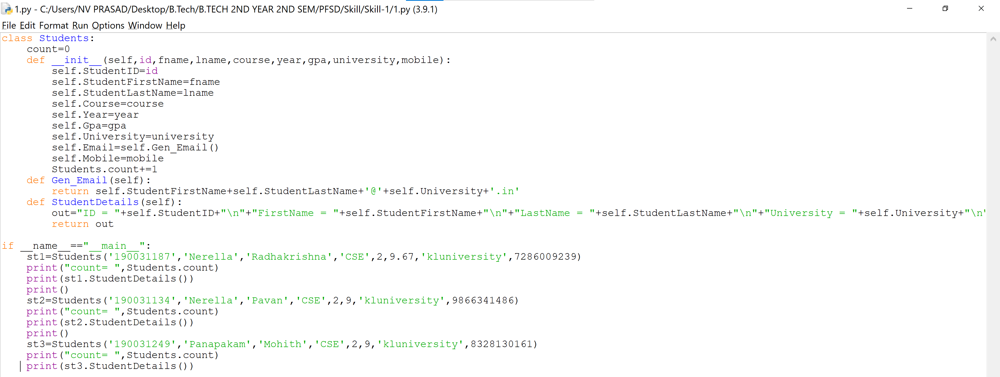 1.py - C:/Users/NV PRASAD/Desktop/B.Tech/B.TECH 2ND YEAR 2ND SEM/PFSD/Skill/Skill-1/1.py (3.9.1)
File Edit Format Run Options Window Help
class Students:
    count=0
    def __init__(self,id,fname,lname,course,year,gpa,university,mobile):
        self.StudentID=id
        self.StudentFirstName=fname
        self.StudentLastName=lname
        self.Course=course
        self.Year=year
        self.Gpa=gpa
        self.University=university
        self.Email=self.Gen_Email()
        self.Mobile=mobile
        Students.count+=1
    def Gen_Email(self):
        return self.StudentFirstName+self.StudentLastName+'@'+self.University+'.in'
    def StudentDetails(self):
        out="ID = "+self.StudentID+"\n"+"FirstName = "+self.StudentFirstName+"\n"+"LastName = "+self.StudentLastName+"\n"+"University = "+self.University+"\n"
        return out

if __name__=="__main__":
    st1=Students('190031187','Nerella','Radhakrishna','CSE',2,9.67,'kluniversity',7286009239)
    print("count= ",Students.count)
    print(st1.StudentDetails())
    print()
    st2=Students('190031134','Nerella','Pavan','CSE',2,9,'kluniversity',9866341486)
    print("count= ",Students.count)
    print(st2.StudentDetails())
    print()
    st3=Students('190031249','Panapakam','Mohith','CSE',2,9,'kluniversity',8328130161)
    print("count= ",Students.count)
    print(st3.StudentDetails())